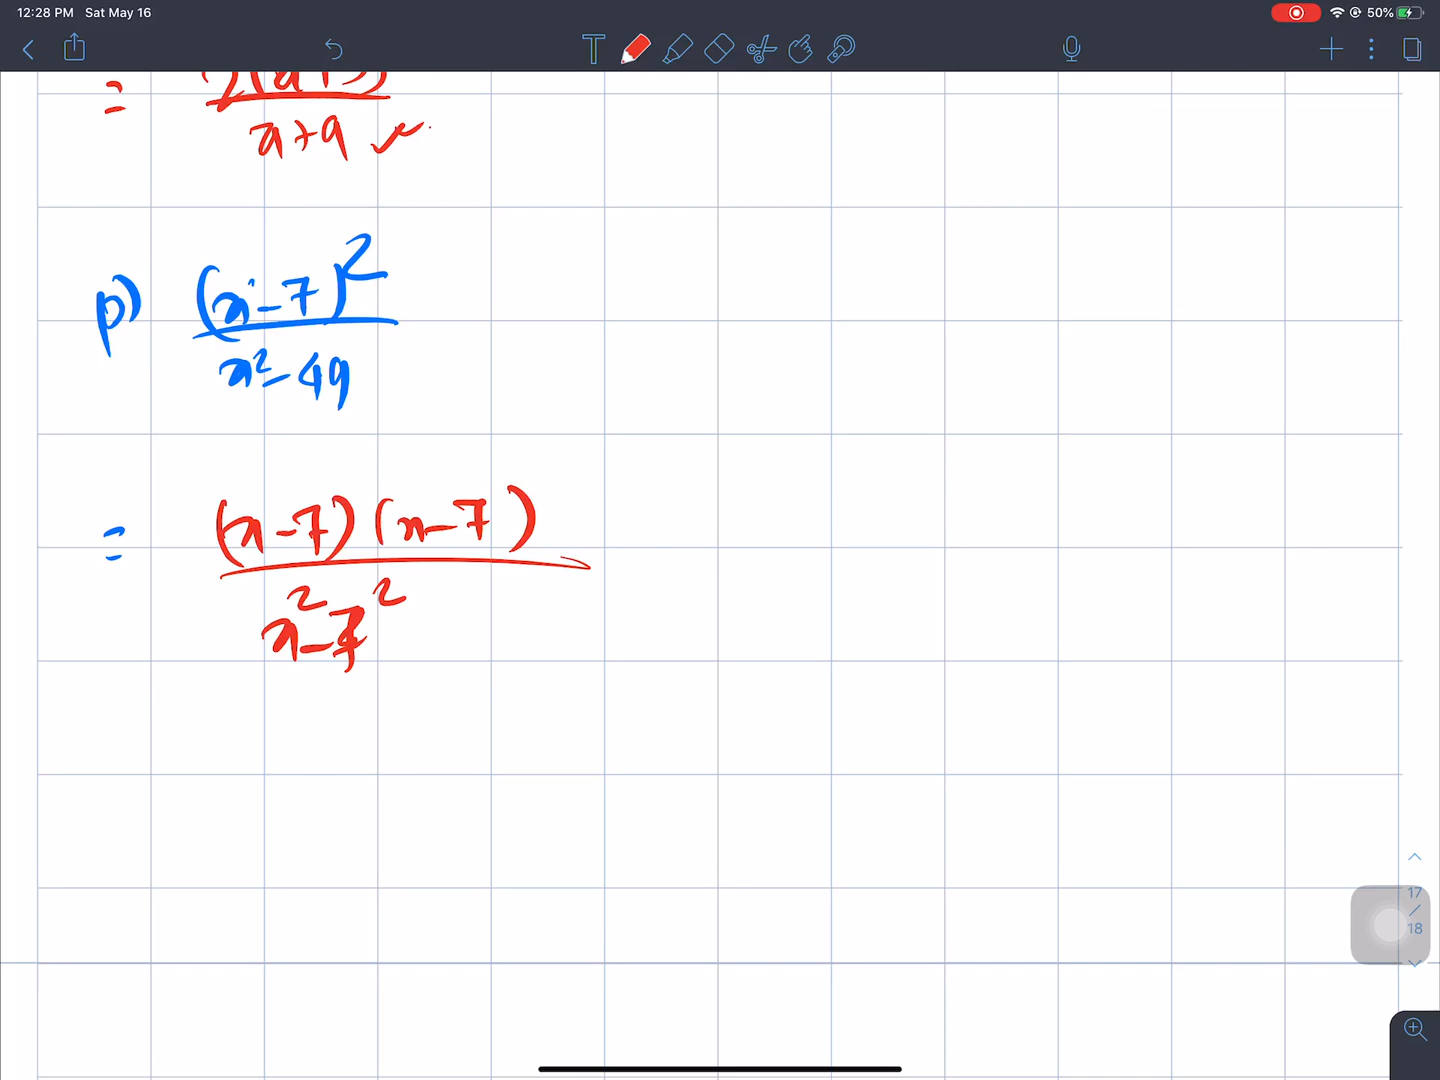 12:28 PM Sat May 16
50%
=
x+9 ✓
p) (x-7)²
x²-49
= (x-7)(x-7)
x²-7²
17
/
18